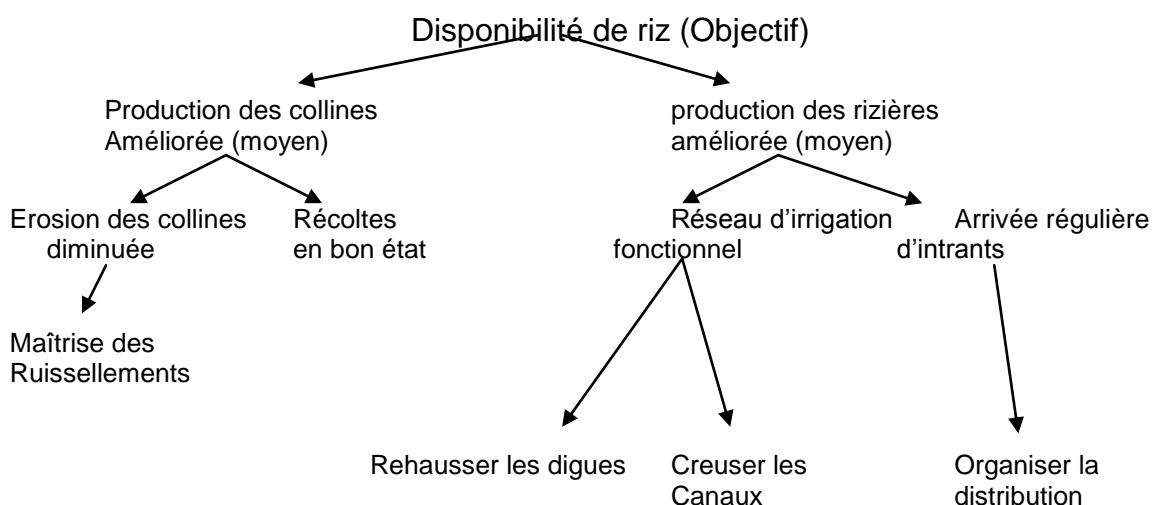 Disponibilité de riz (Objectif)
Production des collines
Améliorée (moyen)
production des rizières
améliorée (moyen)
Erosion des collines
diminuée
Récoltes
en bon état
Réseau d’irrigation
fonctionnel
Arrivée régulière
d’intrants
Maîtrise des
Ruissellements
Rehausser les digues
Creuser les
Canaux
Organiser la
distribution